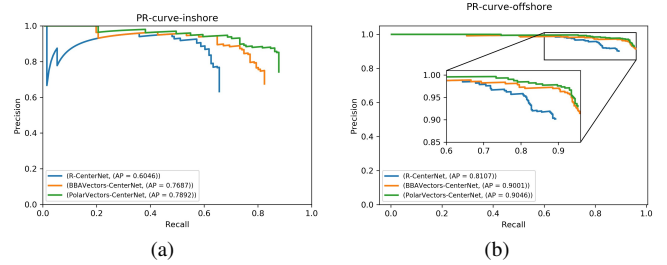 PR-curve-inshore
1.0
0.8
0.6
0.4
0.2
0.0
Precision
(R-CenterNet, (AP = 0.6046))
(BBAVectors-CenterNet, (AP = 0.7687))
(PolarVectors-CenterNet, (AP = 0.7892))
0.0 0.2 0.4 0.6 0.8 1.0
Recall
(a)
PR-curve-offshore
1.0
0.8
0.6
0.4
0.2
0.0
Precision
1.00
0.95
0.90
0.85
0.6 0.7 0.8 0.9
(R-CenterNet, (AP = 0.8107))
(BBAVectors-CenterNet, (AP = 0.9001))
(PolarVectors-CenterNet, (AP = 0.9046))
0.0 0.2 0.4 0.6 0.8 1.0
Recall
(b)